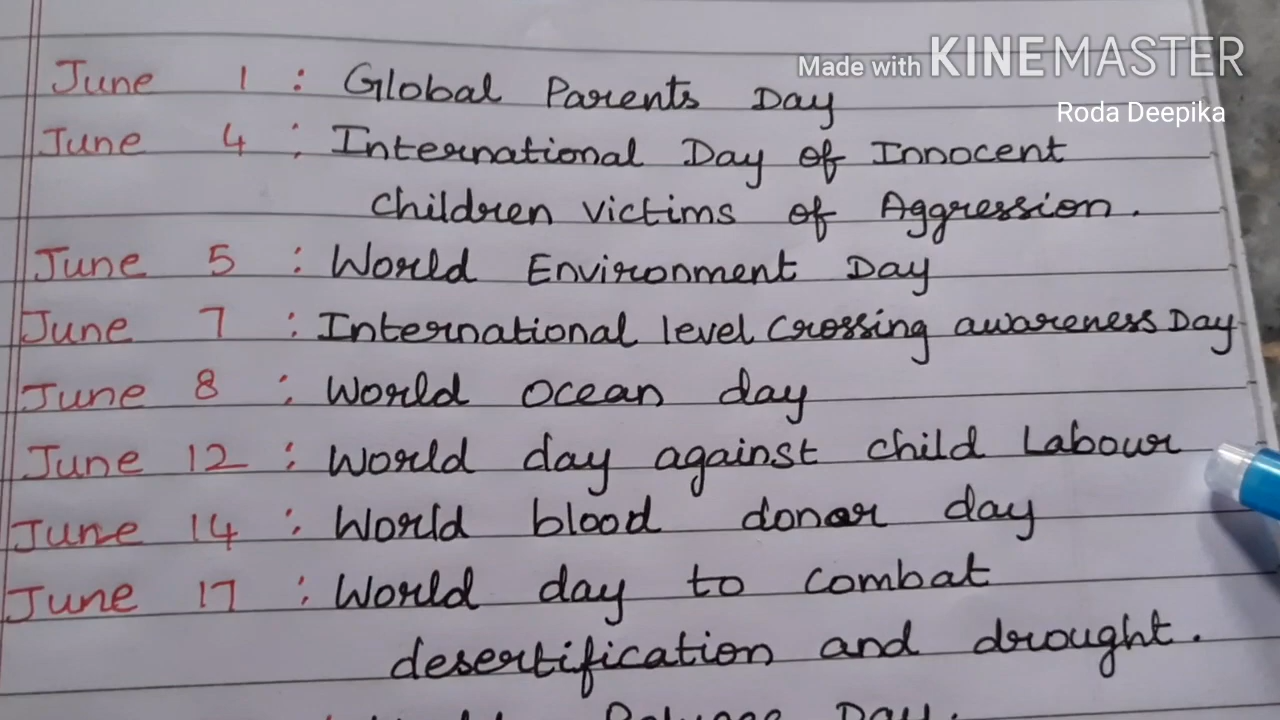 Made with KINEMASTER
Roda Deepika
June 1 : Global Parents Day
June 4 : International Day of Innocent
children victims of Aggression.
June 5 : World Environment Day
June 7 : International level crossing awareness Day
June 8 : World ocean day
June 12 : World day against child Labour
June 14 : World blood donor day
June 17 : World day to combat
desertification and drought.
Day.